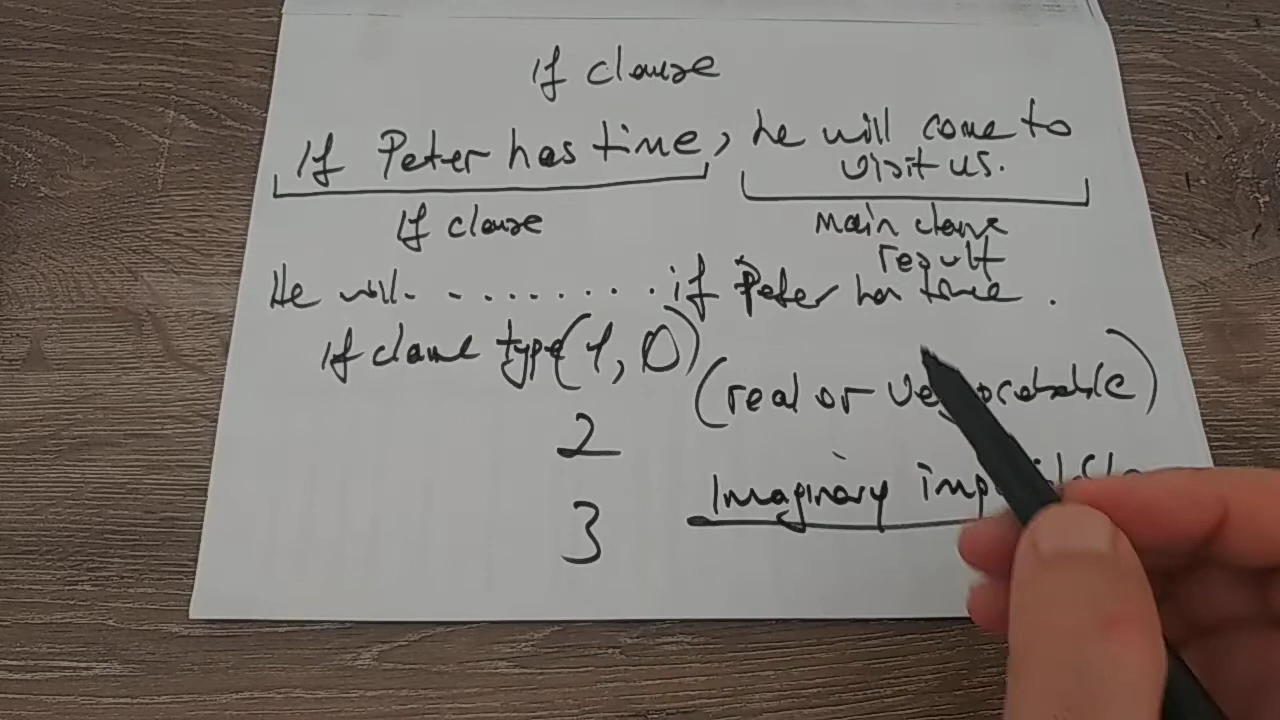 If clause
If Peter has time, he will come to
visit us.
If clause
main clause
result
He will. . . . . . . . . if Peter has time .
If clause type (1, 0)
(real or
2
Imaginary
3